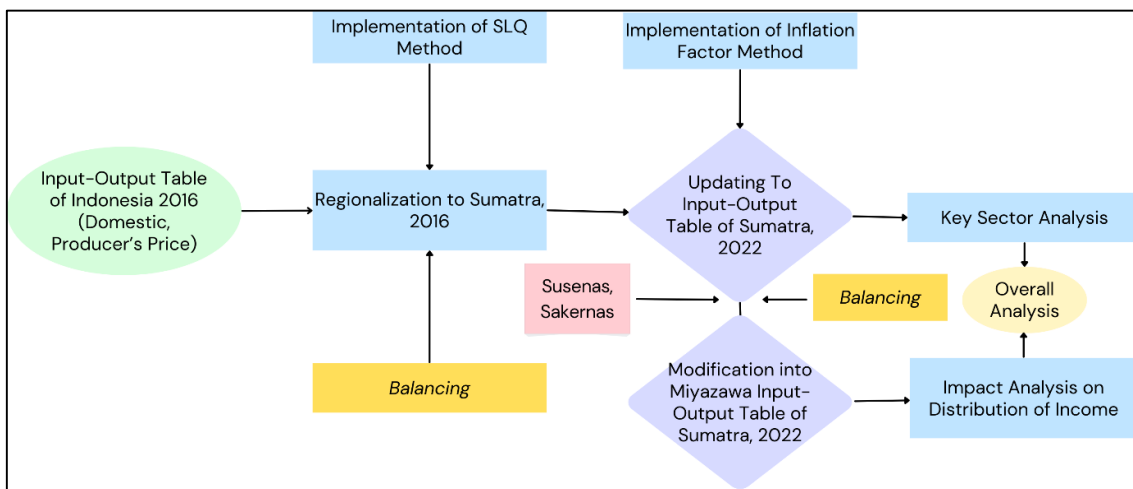 Implementation of SLQ
Method
Implementation of Inflation
Factor Method
Input-Output Table
of Indonesia 2016
(Domestic,
Producer's Price)
Regionalization to Sumatra,
2016
Updating To
Input-Output
Table of Sumatra,
2022
Key Sector Analysis
Susenas,
Sakernas
Balancing
Overall
Analysis
Balancing
Modification into
Miyazawa Input-
Output Table of
Sumatra, 2022
Impact Analysis on
Distribution of Income